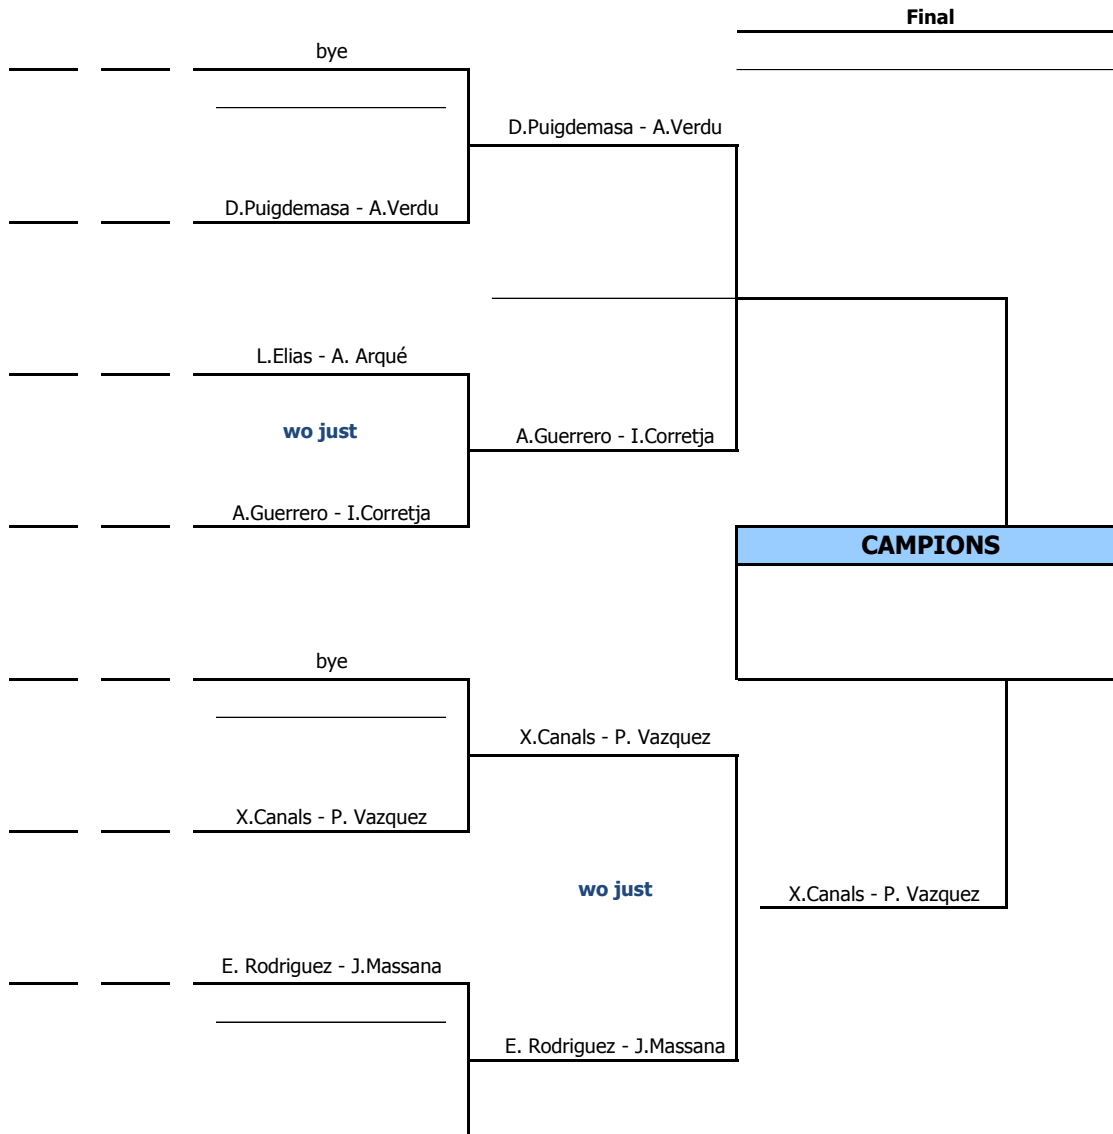 Final
bye
D.Puigdemasa - A.Verdu
D.Puigdemasa - A.Verdu
L.Elias - A. Arqué
wo just
A.Guerrero - I.Corretja
A.Guerrero - I.Corretja
CAMPIONS
bye
X.Canals - P. Vazquez
X.Canals - P. Vazquez
wo just
X.Canals - P. Vazquez
E. Rodriguez - J.Massana
E. Rodriguez - J.Massana